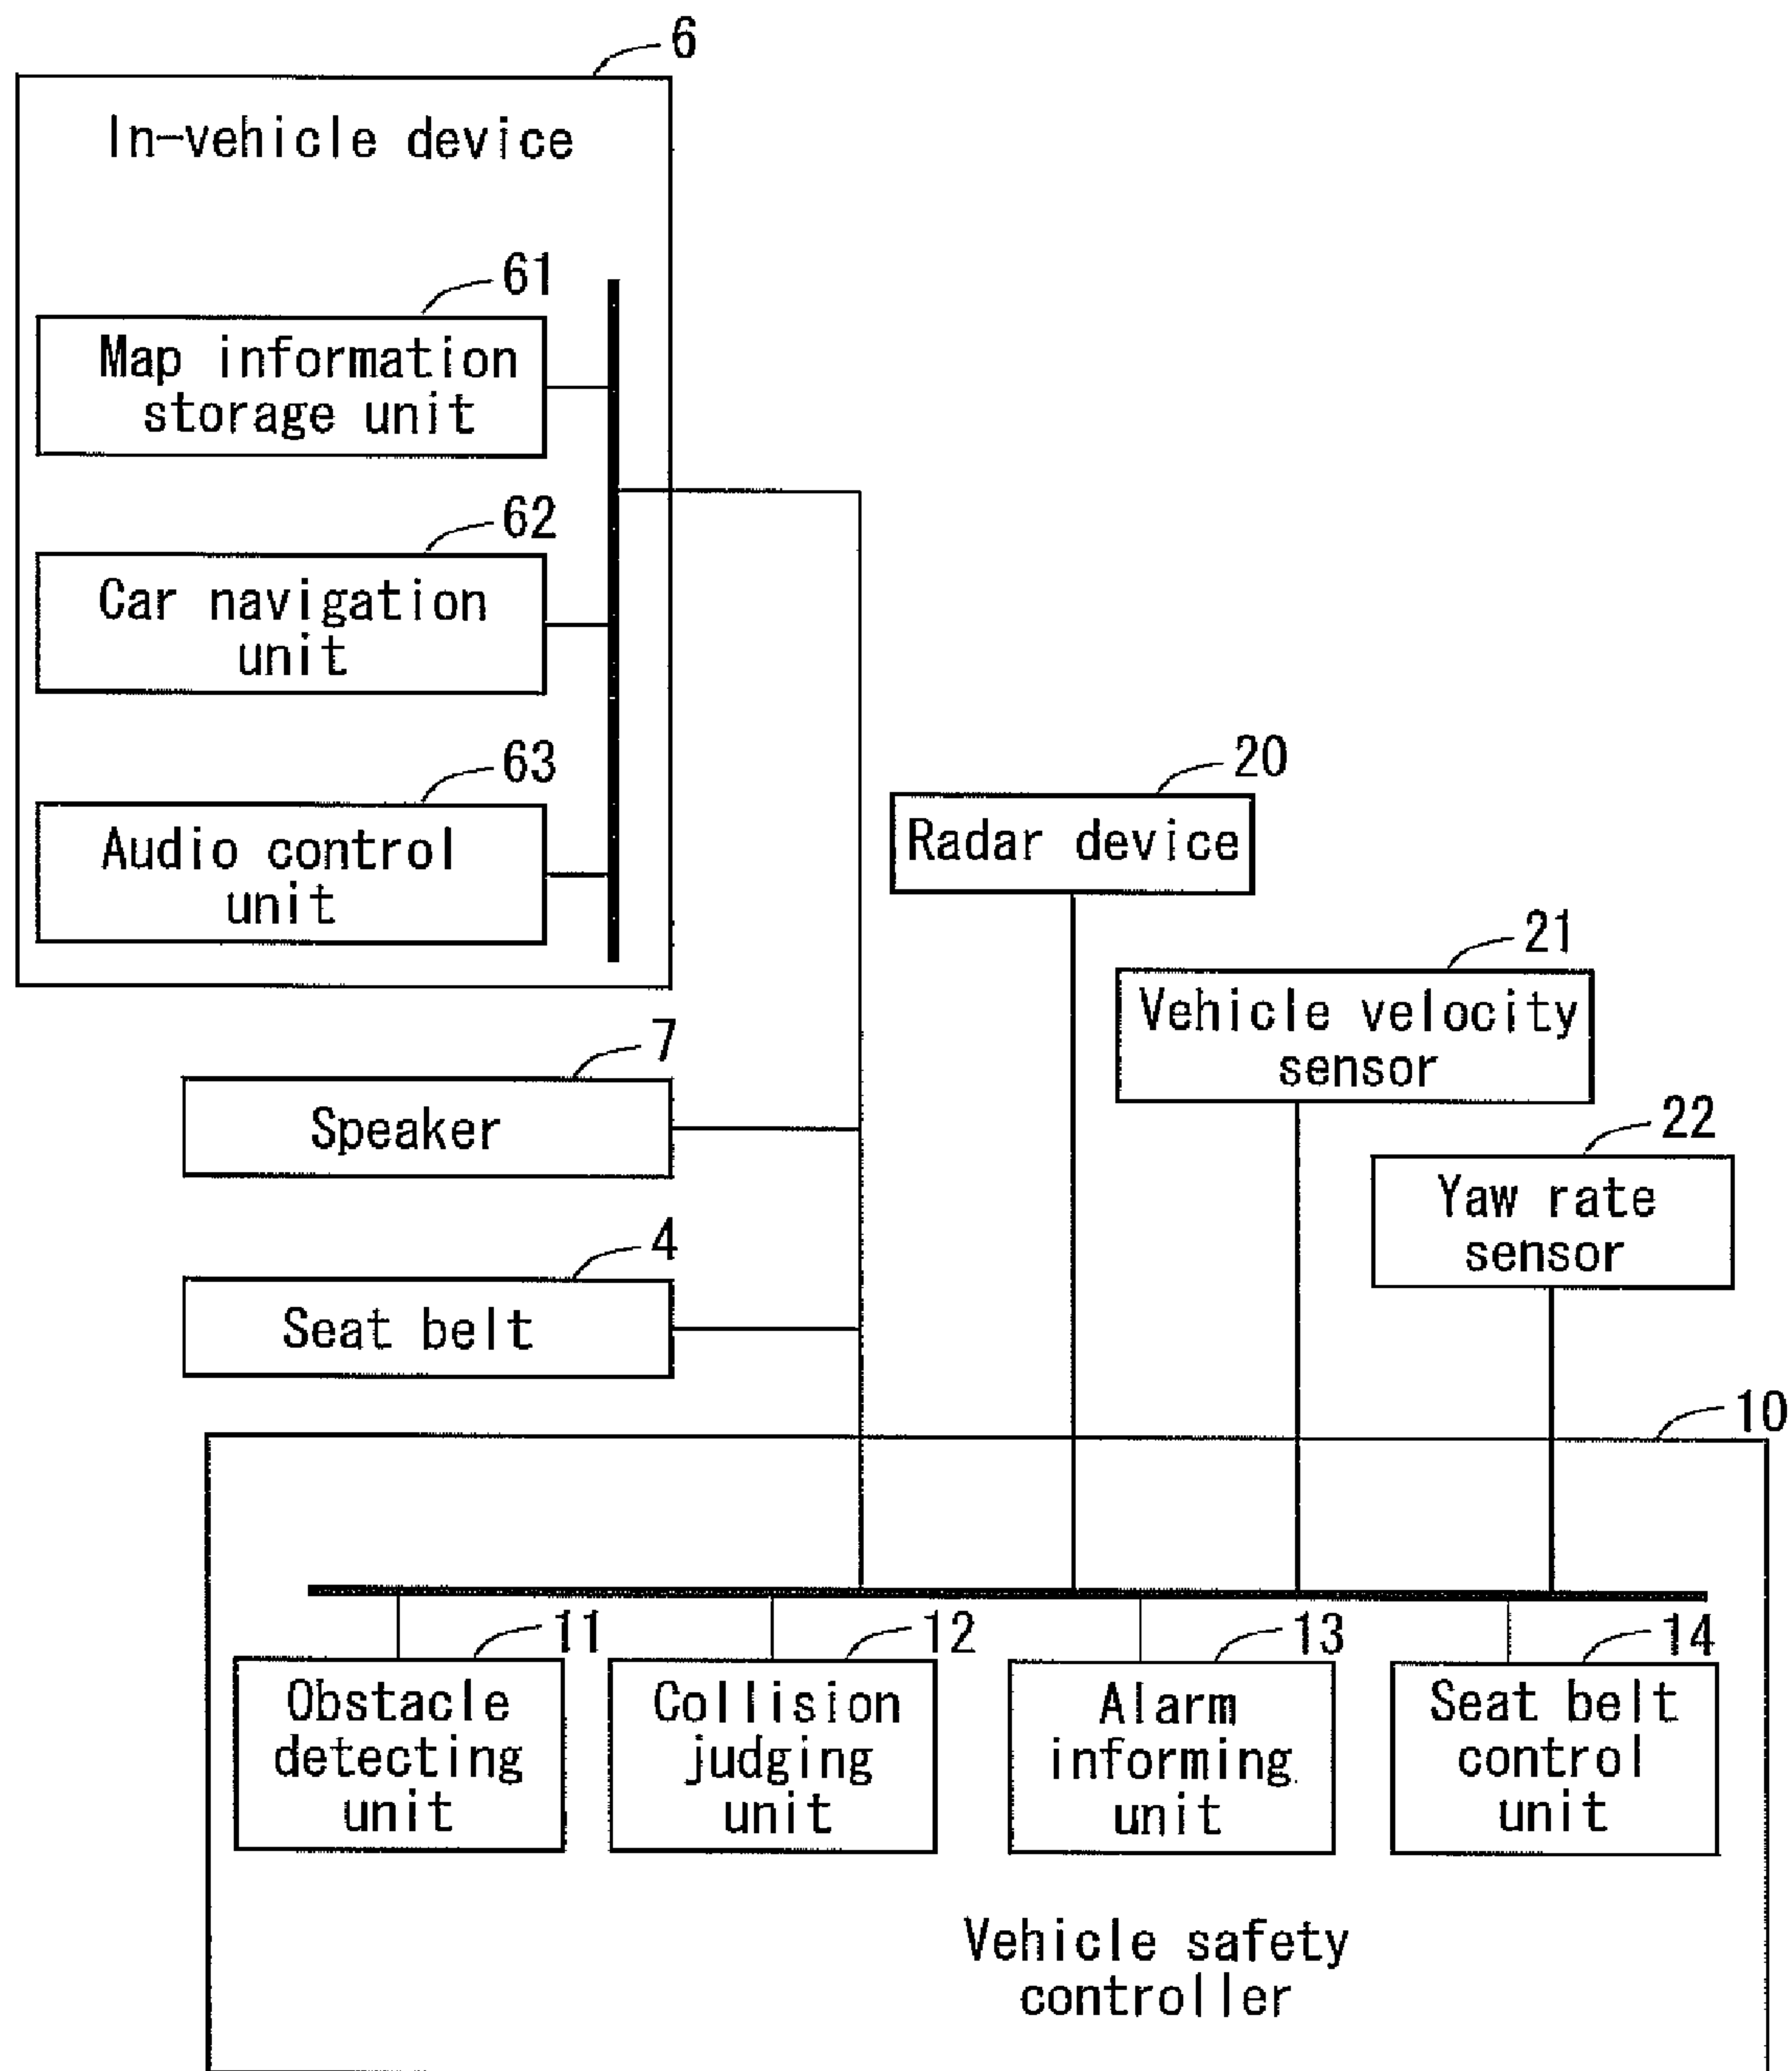 6
In-vehicle device
61
Map information
storage unit
62
Car navigation
unit
63
Audio control
unit
20
Radar device
21
Vehicle velocity
sensor
7
Speaker
22
Yaw rate
sensor
4
Seat belt
10
11
Obstacle
detecting
unit
12
Collision
judging
unit
13
Alarm
informing
unit
14
Seat belt
control
unit
Vehicle safety
controller